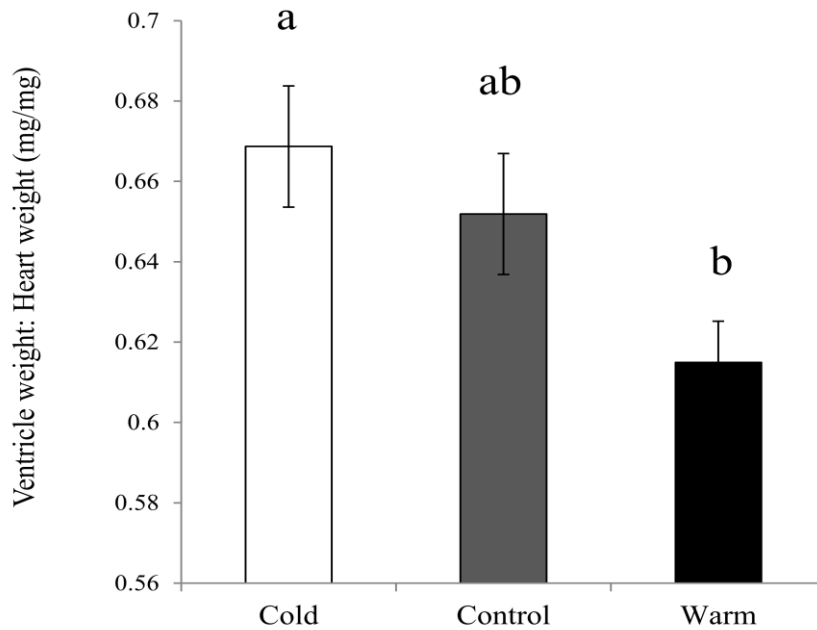 Ventricle weight: Heart weight (mg/mg)
0.7
0.68
0.66
0.64
0.62
0.6
0.58
0.56
a
ab
b
Cold
Control
Warm